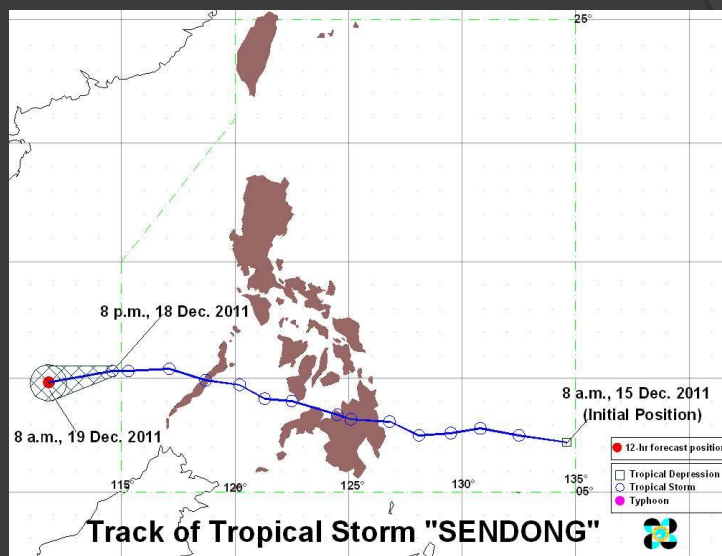 25°
8 p.m., 18 Dec. 2011
8 a.m., 15 Dec. 2011
(Initial Position)
8 a.m., 19 Dec. 2011
12-hr forecast position
115°
120°
125°
130°
135°
05°
Tropical Depression
Tropical Storm
Typhoon
Track of Tropical Storm "SENDONG"